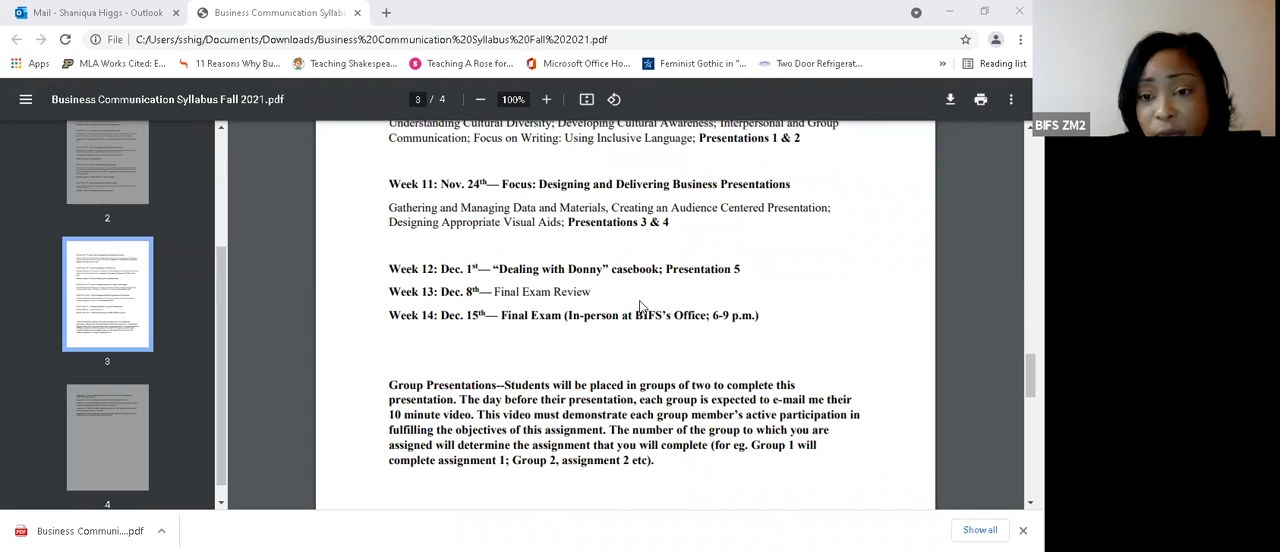 Mail - Shaniqua Higgs - Outlook
Business Communication Syllab
File
C:/Users/sshig/Documents/Downloads/Business%20Communication%20Syllabus%20Fall%202021.pdf
Apps
MLA Works Cited: E...
11 Reasons Why Bu...
Teaching Shakespea...
Teaching A Rose for...
Microsoft Office Ho...
Feminist Gothic in "...
Two Door Refrigerat...
»
Reading list
Business Communication Syllabus Fall 2021.pdf
3 / 4
100%
BIFS ZM2
Understanding Cultural Diversity, Developing Cultural Awareness; Interpersonal and Group
Communication; Focus on Writing: Using Inclusive Language; Presentations 1 & 2
Week 11: Nov. 24th— Focus: Designing and Delivering Business Presentations
Gathering and Managing Data and Materials, Creating an Audience Centered Presentation;
Designing Appropriate Visual Aids; Presentations 3 & 4
Week 12: Dec. 1st— “Dealing with Donny” casebook; Presentation 5
Week 13: Dec. 8th— Final Exam Review
Week 14: Dec. 15th— Final Exam (In-person at BIFS’s Office; 6-9 p.m.)
Group Presentations--Students will be placed in groups of two to complete this
presentation. The day before their presentation, each group is expected to e-mail me their
10 minute video. This video must demonstrate each group member’s active participation in
fulfilling the objectives of this assignment. The number of the group to which you are
assigned will determine the assignment that you will complete (for eg. Group 1 will
complete assignment 1; Group 2, assignment 2 etc).
2
3
4
Business Communi....pdf
Show all